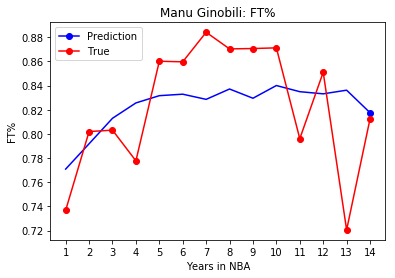 Manu Ginobili: FT%
Prediction
True
FT%
0.88
0.86
0.84
0.82
0.80
0.78
0.76
0.74
0.72
1 2 3 4 5 6 7 8 9 10 11 12 13 14
Years in NBA